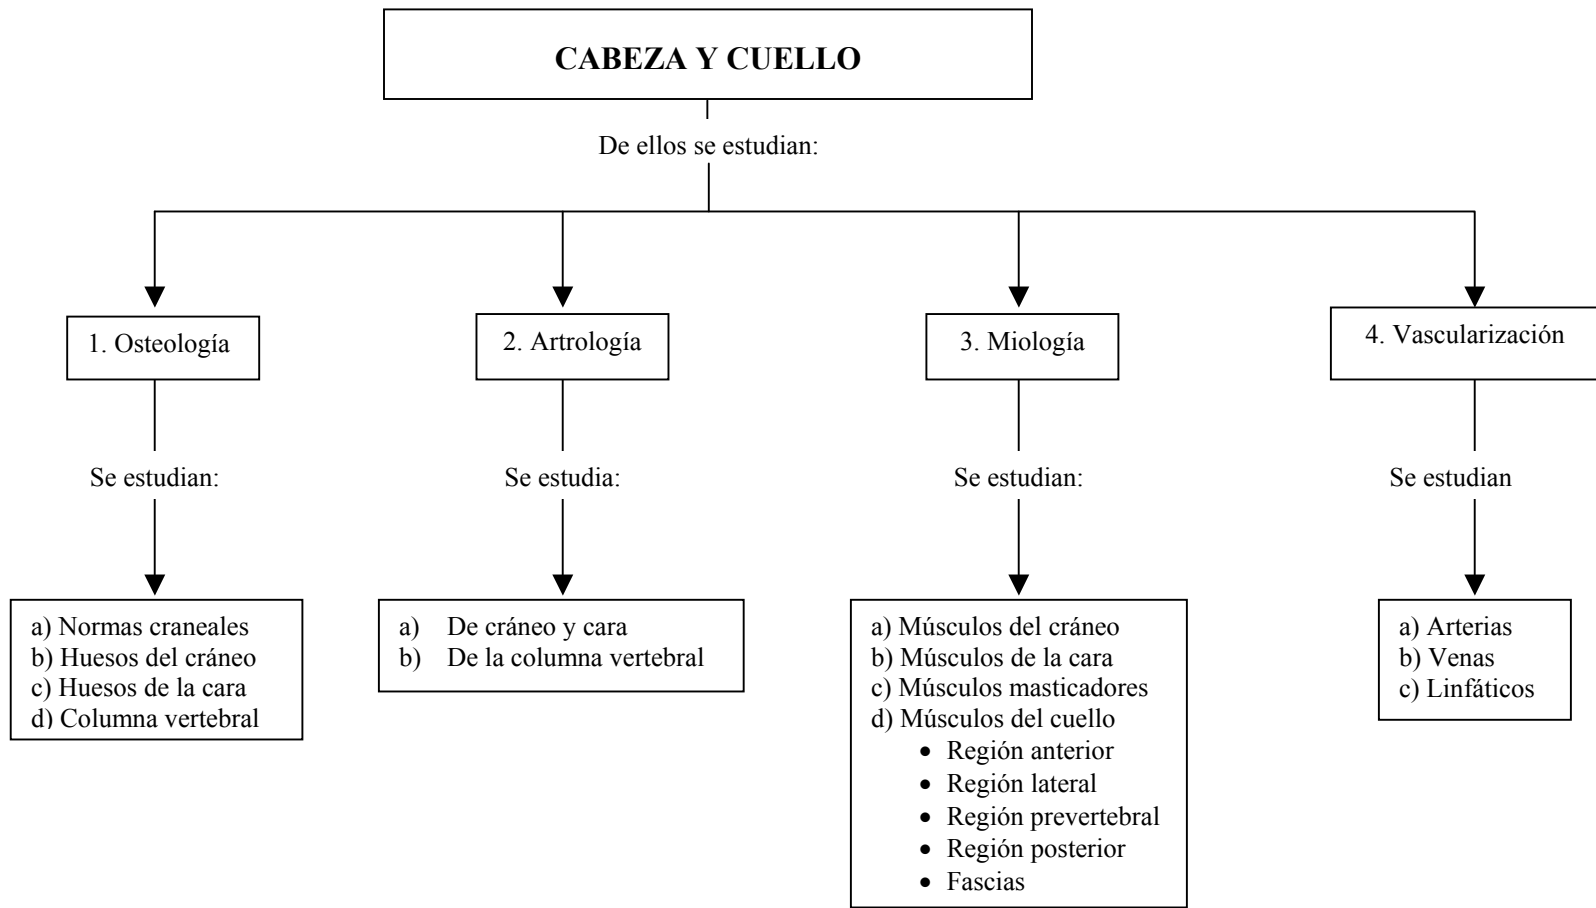 CABEZA Y CUELLO
De ellos se estudian:
1. Osteología
2. Artrología
3. Miología
4. Vascularización
Se estudian:
Se estudia:
Se estudian:
Se estudian
a) Normas craneales
b) Huesos del cráneo
c) Huesos de la cara
d) Columna vertebral
a) De cráneo y cara
b) De la columna vertebral
a) Músculos del cráneo
b) Músculos de la cara
c) Músculos masticadores
d) Músculos del cuello
• Región anterior
• Región lateral
• Región prevertebral
• Región posterior
• Fascias
a) Arterias
b) Venas
c) Linfáticos